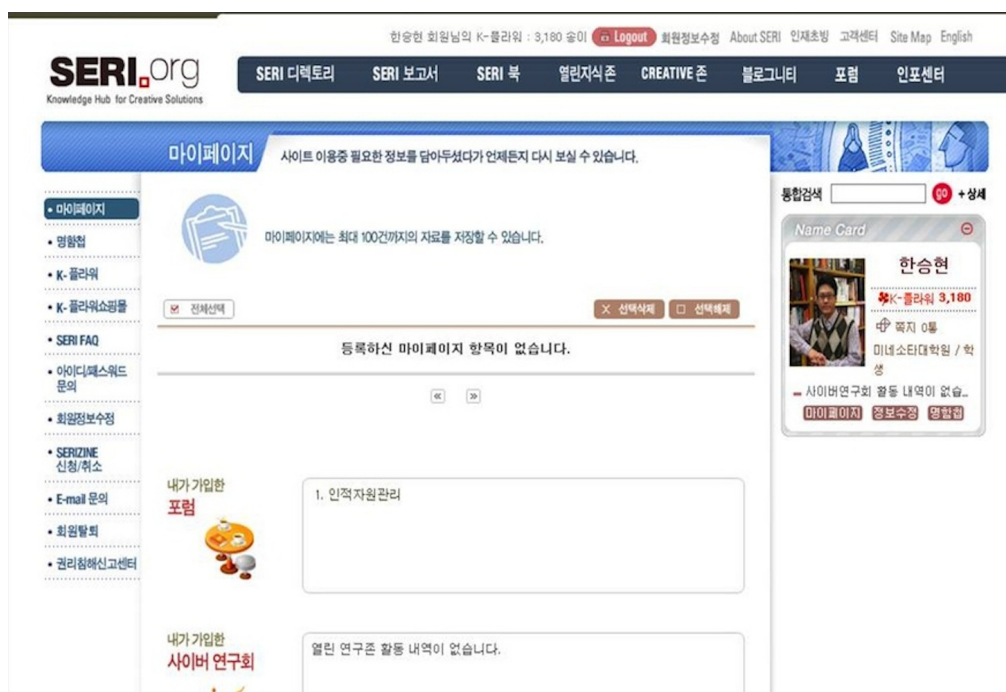 한승현 회원님의 K-플라워 : 3,180 송이 Logout 회원정보수정 About SERI 인재초빙 고객센터 Site Map English
SERI.org
Knowledge Hub for Creative Solutions
SERI 디렉토리 SERI 보고서 SERI 북 열린지식 존 CREATIVE 존 블로그니티 포럼 인포센터
마이페이지 사이트 이용중 필요한 정보를 담아두셨다가 언제든지 다시 보실 수 있습니다.
• 마이페이지
• 명함첩
• K- 플라워
• K- 플라워쇼핑몰
• SERI FAQ
• 아이디/패스워드
문의
• 회원정보수정
• SERIZINE
신청/취소
• E-mail 문의
• 회원탈퇴
• 권리침해신고센터
마이페이지에는 최대 100건까지의 자료를 저장할 수 있습니다.
전체선택 선택삭제 선택해제
등록하신 마이페이지 항목이 없습니다.
« »
내가 가입한
포럼
1. 인적자원관리
내가 가입한
사이버 연구회
열린 연구존 활동 내역이 없습니다.
통합검색 GO + 상세
Name Card
한승현
K-플라워 3,180
쪽지 0통
미네소타대학원 / 학
생
사이버연구회 활동 내역이 없습...
마이페이지 정보수정 명함첩